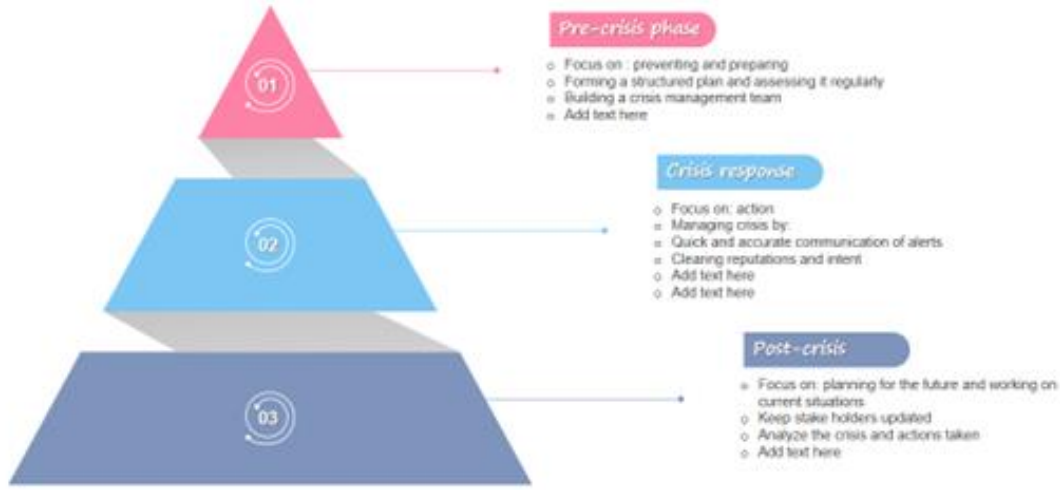 01
Pre-crisis phase
Focus on : preventing and preparing
Forming a structured plan and assessing it regularly
Building a crisis management team
Add text here
02
Crisis response
Focus on: action
Managing crisis by:
Quick and accurate communication of alerts
Clearing reputations and intent
Add text here
Add text here
03
Post-crisis
Focus on: planning for the future and working on
current situations
Keep stake holders updated
Analyze the crisis and actions taken
Add text here